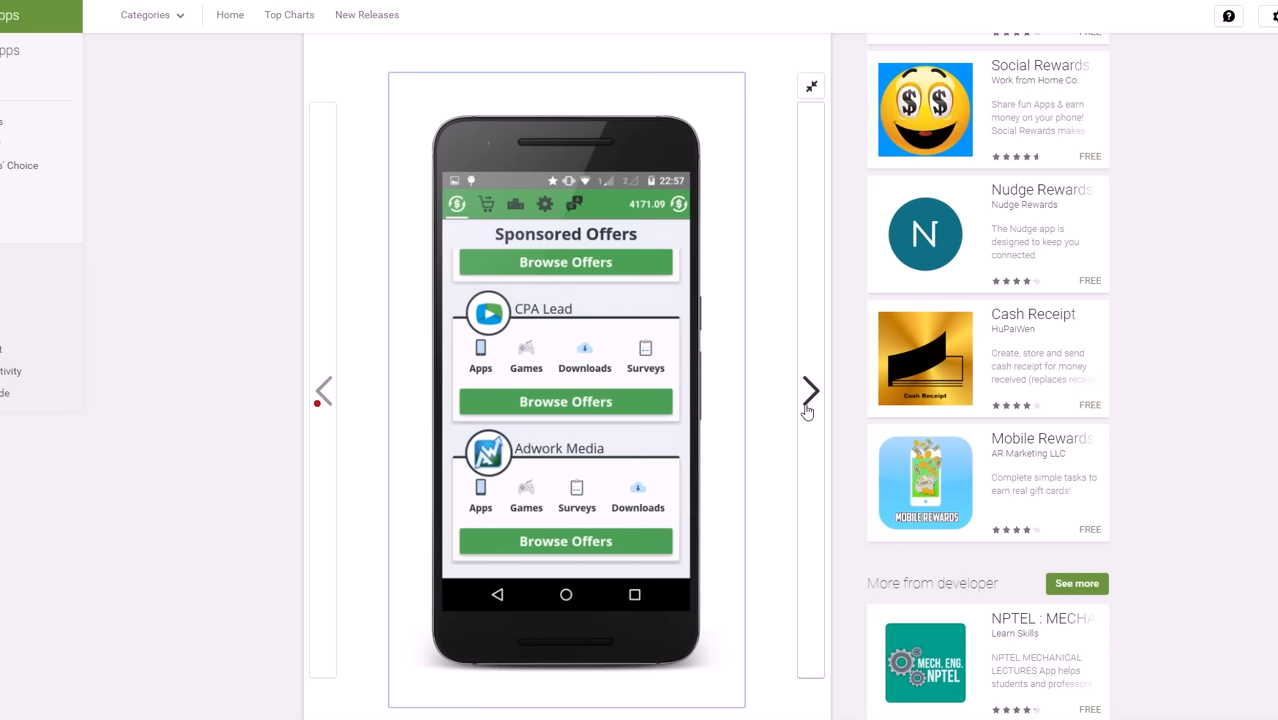 ops
Categories
Home
Top Charts
New Releases
pps
s
s' Choice
t
tivity
de
22:57
4171.09
Sponsored Offers
Browse Offers
CPA Lead
Apps
Games
Downloads
Surveys
Browse Offers
Adwork Media
Apps
Games
Surveys
Downloads
Browse Offers
FREE
Social Rewards
Work from Home Co.
Share fun Apps & earn
money on your phone!
Social Rewards makes
FREE
N
Nudge Rewards
Nudge Rewards
The Nudge app is
designed to keep you
connected.
FREE
Cash Receipt
Cash Receipt
HuPaiWen
Create, store and send
cash receipt for money
received (replaces
FREE
MOBILE REWARDS
Mobile Rewards
AR Marketing LLC
Complete simple tasks to
earn real gift cards!
FREE
More from developer
See more
MECH. ENG.
NPTEL
NPTEL : MECHA
Learn Skills
NPTEL MECHANICAL
LECTURES App helps
students and professors
FREE